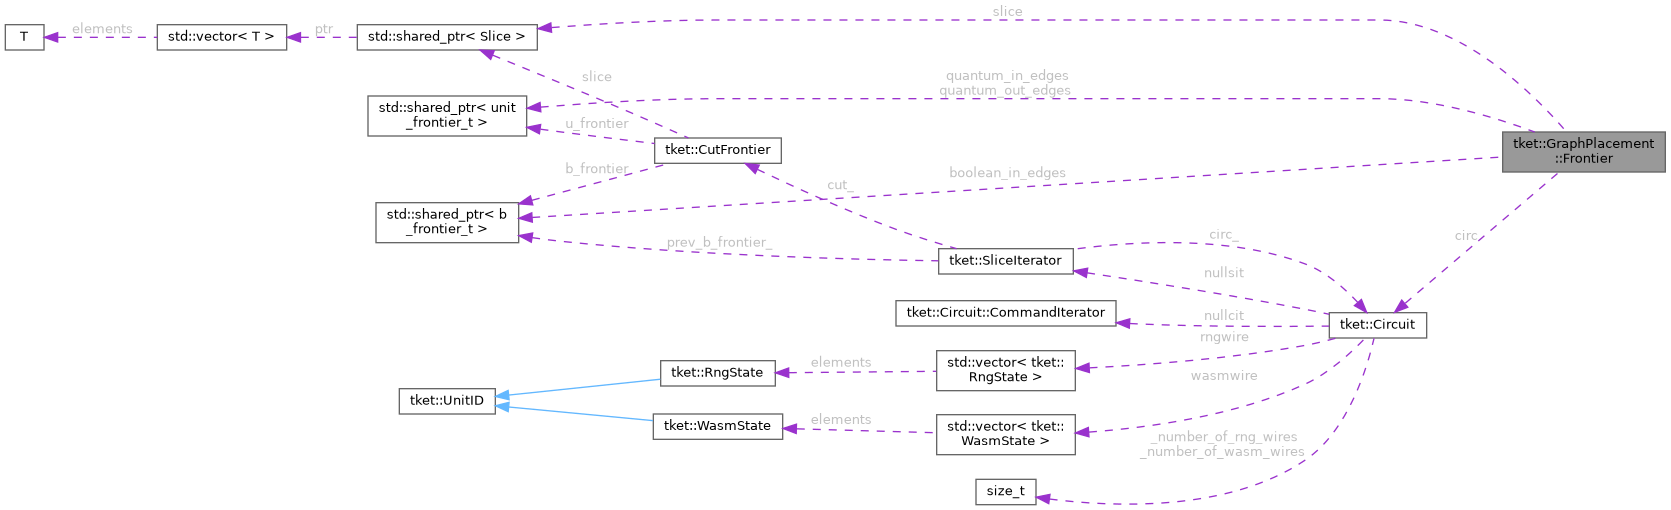 slice
T
elements
std::vector< T >
ptr
std::shared_ptr< Slice >
slice
quantum_in_edges
quantum_out_edges
std::shared_ptr< unit
_frontier_t >
u_frontier
tket::CutFrontier
tket::GraphPlacement
::Frontier
b_frontier
boolean_in_edges
cut_
std::shared_ptr< b
_frontier_t >
prev_b_frontier_
circ_
circ
tket::SliceIterator
nullsit
tket::Circuit::CommandIterator
nullcit
tket::Circuit
rngwire
std::vector< tket::
RngState >
elements
tket::RngState
wasmwire
tket::UnitID
std::vector< tket::
WasmState >
elements
tket::WasmState
_number_of_rng_wires
_number_of_wasm_wires
size_t